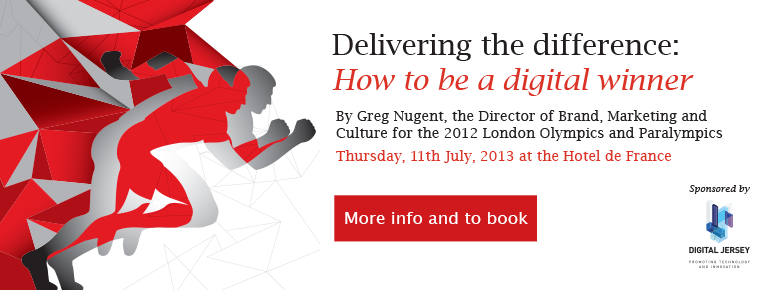 Delivering the difference:
How to be a digital winner
By Greg Nugent, the Director of Brand, Marketing and
Culture for the 2012 London Olympics and Paralympics
Thursday, 11th July, 2013 at the Hotel de France
More info and to book
Sponsored by
DIGITAL JERSEY
PROMOTING TECHNOLOGY
AND INNOVATION